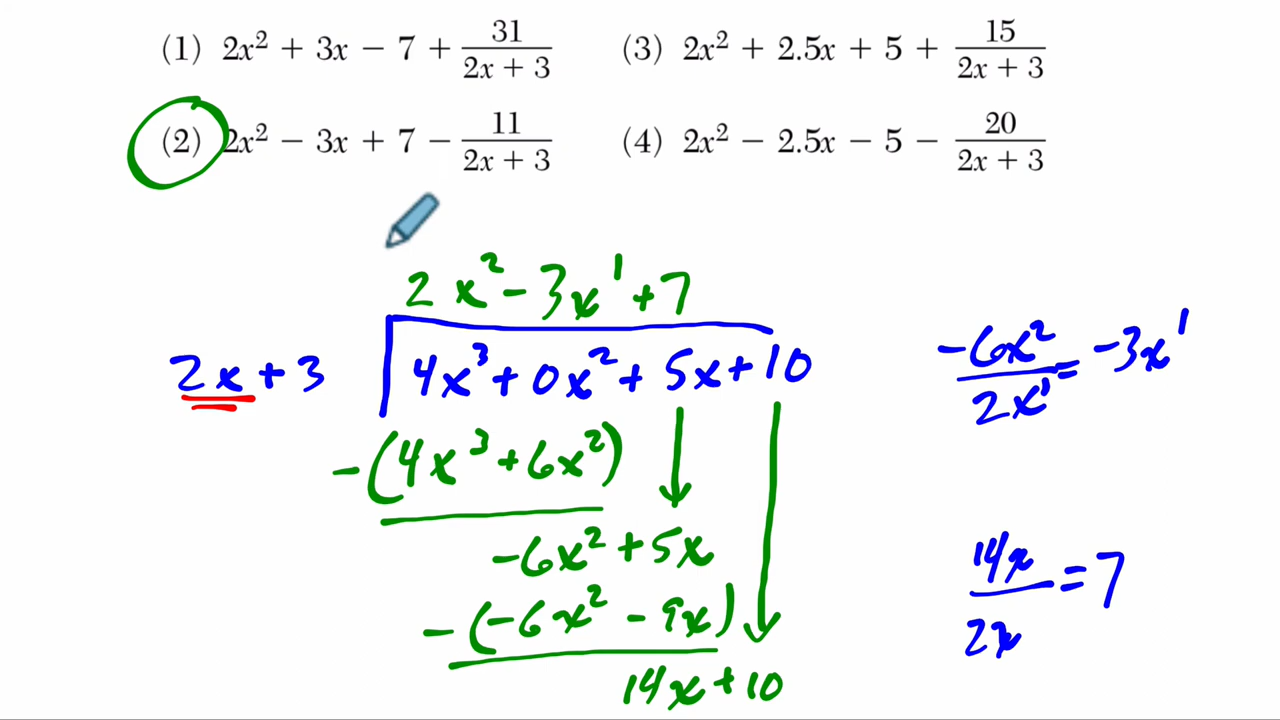 (1) 2x² + 3x − 7 + 31/(2x + 3)
(3) 2x² + 2.5x + 5 + 15/(2x + 3)
(2) 2x² − 3x + 7 − 11/(2x + 3)
(4) 2x² − 2.5x − 5 − 20/(2x + 3)
2x² − 3x¹ + 7
2x + 3
4x³ + 0x² + 5x + 10
−(4x³ + 6x²)
−6x² + 5x
−(−6x² − 9x)
14x + 10
−6x²/2x¹ = −3x¹
14x/2x = 7